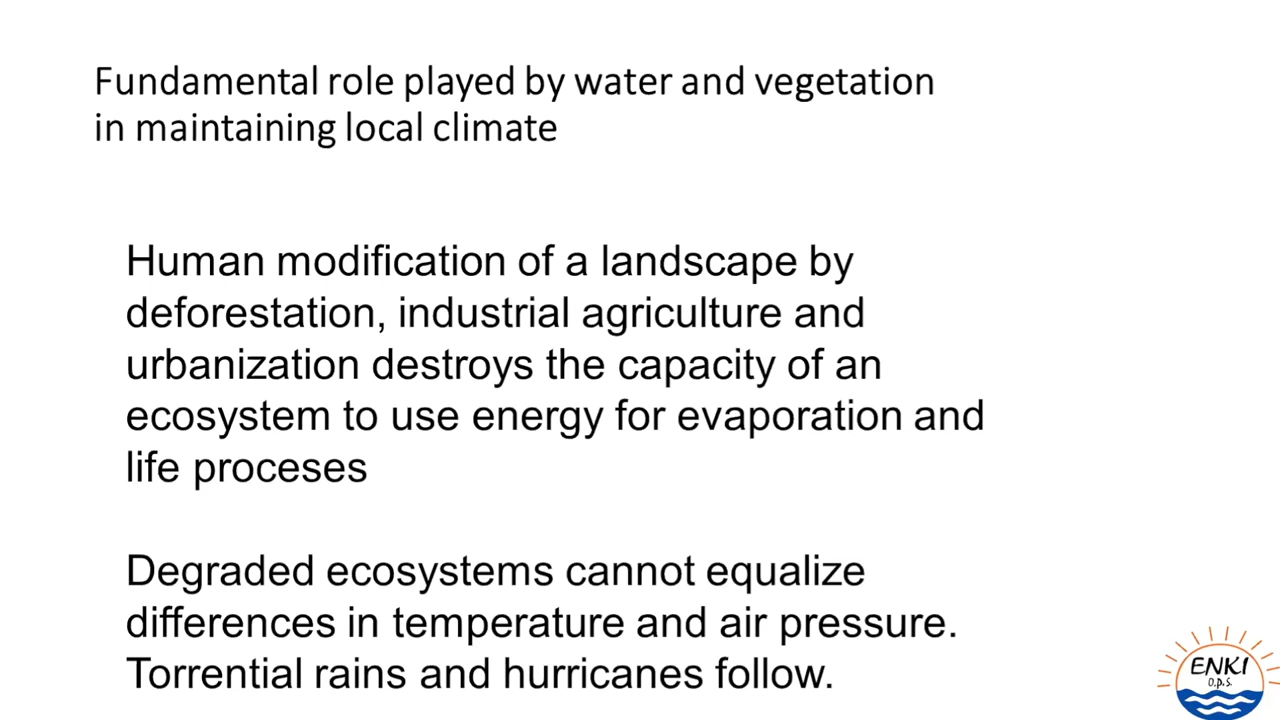 Fundamental role played by water and vegetation
in maintaining local climate
Human modification of a landscape by
deforestation, industrial agriculture and
urbanization destroys the capacity of an
ecosystem to use energy for evaporation and
life proceses
Degraded ecosystems cannot equalize
differences in temperature and air pressure.
Torrential rains and hurricanes follow.
ENKI
o.p.s.